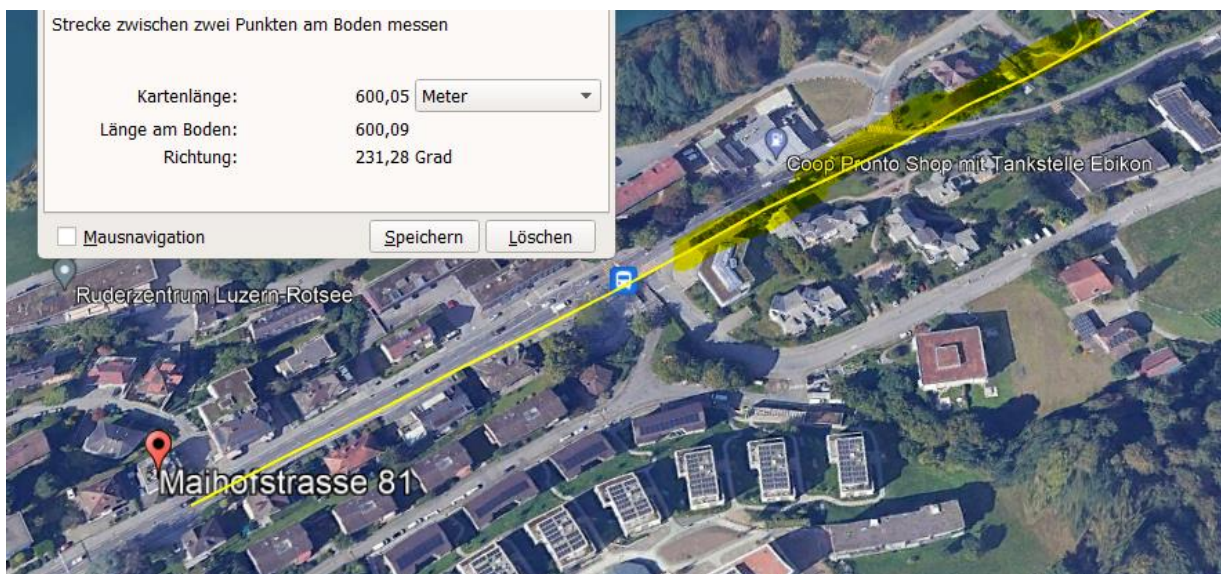 Strecke zwischen zwei Punkten am Boden messen
Kartenlänge: 600,05 Meter
Länge am Boden: 600,09
Richtung: 231,28 Grad
Mausnavigation Speichern Löschen
Coop Pronto Shop mit Tankstelle Ebikon
Ruderzentrum Luzern-Rotsee
Maihofstrasse 81